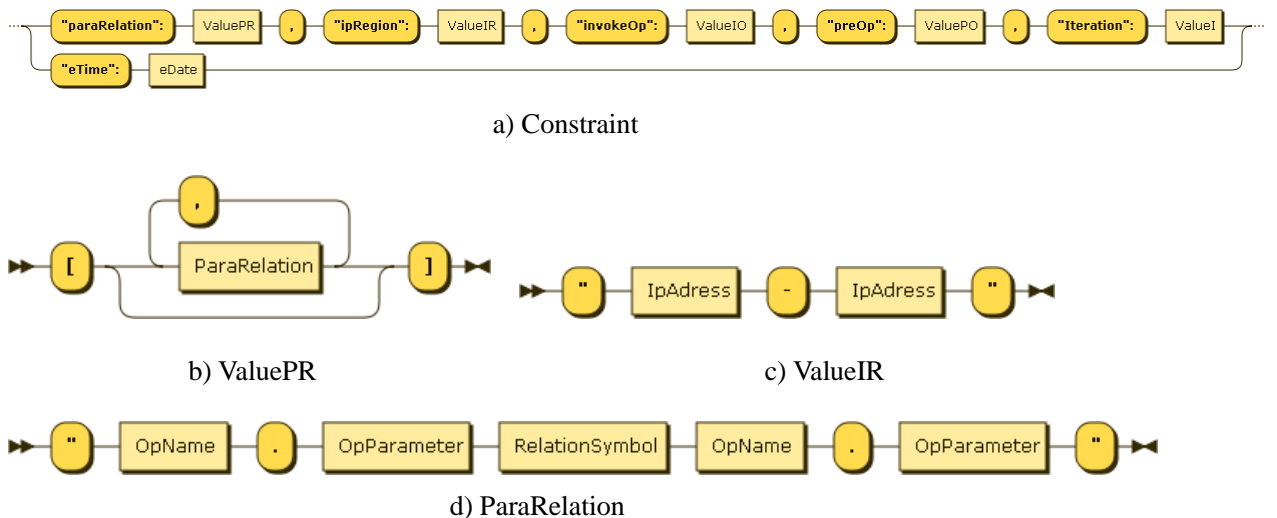 "paraRelation": ValuePR , "ipRegion": ValueIR , "invokeOp": ValueIO , "preOp": ValuePO , "Iteration": ValueI
"eTime": eDate
a) Constraint
,
[ ParaRelation ]
" IpAdress - IpAdress "
b) ValuePR
c) ValueIR
" OpName . OpParameter RelationSymbol OpName . OpParameter "
d) ParaRelation